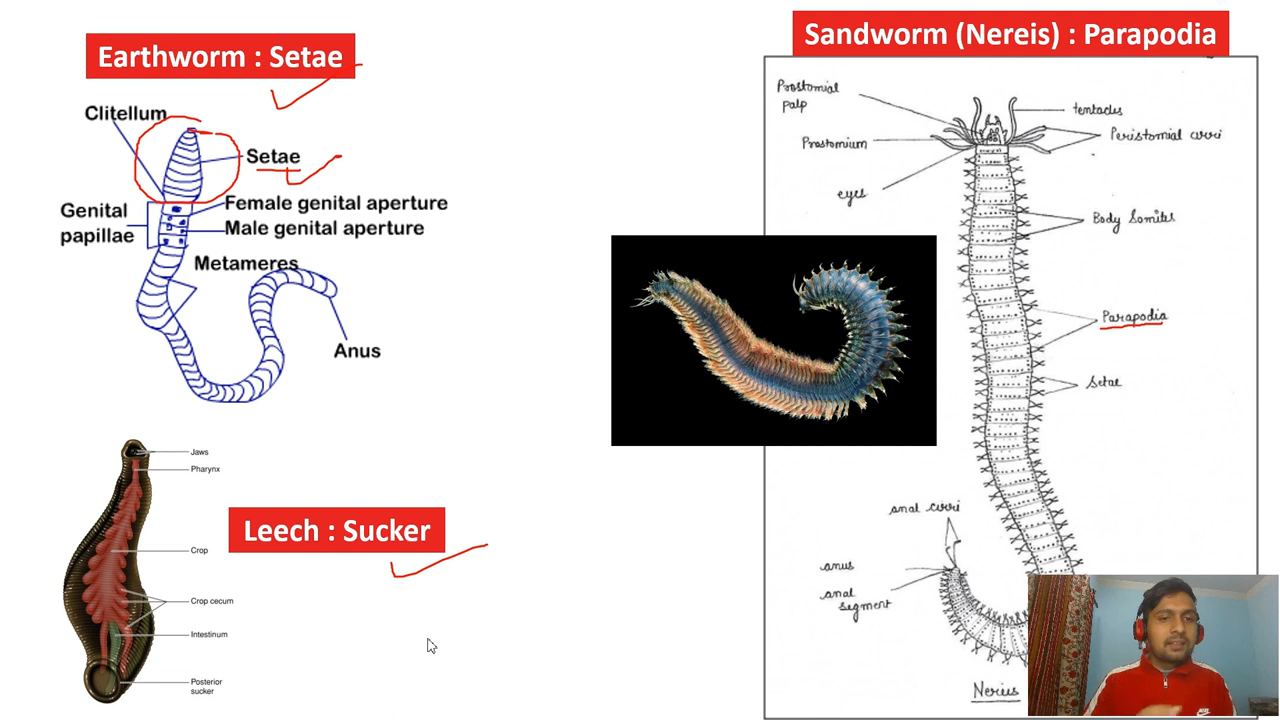 Earthworm : Setae
Clitellum
Setae
Female genital aperture
Genital
papillae
Male genital aperture
Metameres
Anus
Jaws
Pharynx
Leech : Sucker
Crop
Crop cecum
Intestinum
Posterior
sucker
Sandworm (Nereis) : Parapodia
Prostomial
palp
tentacles
Peristomial cirri
Prostomium
eyes
Body Somites
Parapodia
Setae
anal cirri
anus
anal
segment
Nerius